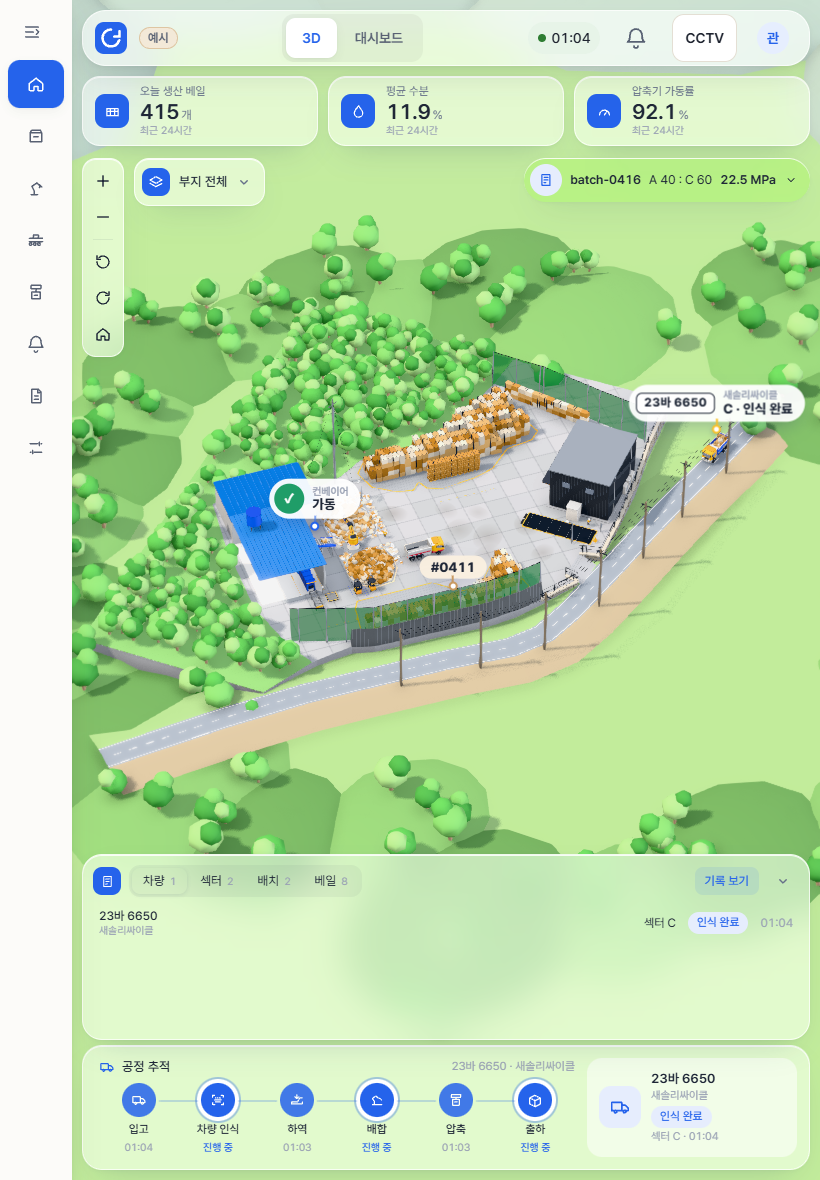 예시
3D
대시보드
01:04
CCTV
관
오늘 생산 베일
415개
최근 24시간
평균 수분
11.9%
최근 24시간
압축기 가동률
92.1%
최근 24시간
부지 전체
batch-0416 A 40 : C 60 22.5 MPa
23바 6650
새솔리싸이클
C · 인식 완료
컨베이어
가동
#0411
차량 1
섹터 2
배치 2
베일 8
기록 보기
23바 6650
새솔리싸이클
섹터 C
인식 완료
01:04
공정 추적
23바 6650 · 새솔리싸이클
입고
01:04
차량 인식
진행 중
하역
01:03
배합
진행 중
압축
01:03
출하
진행 중
23바 6650
새솔리싸이클
인식 완료
섹터 C · 01:04